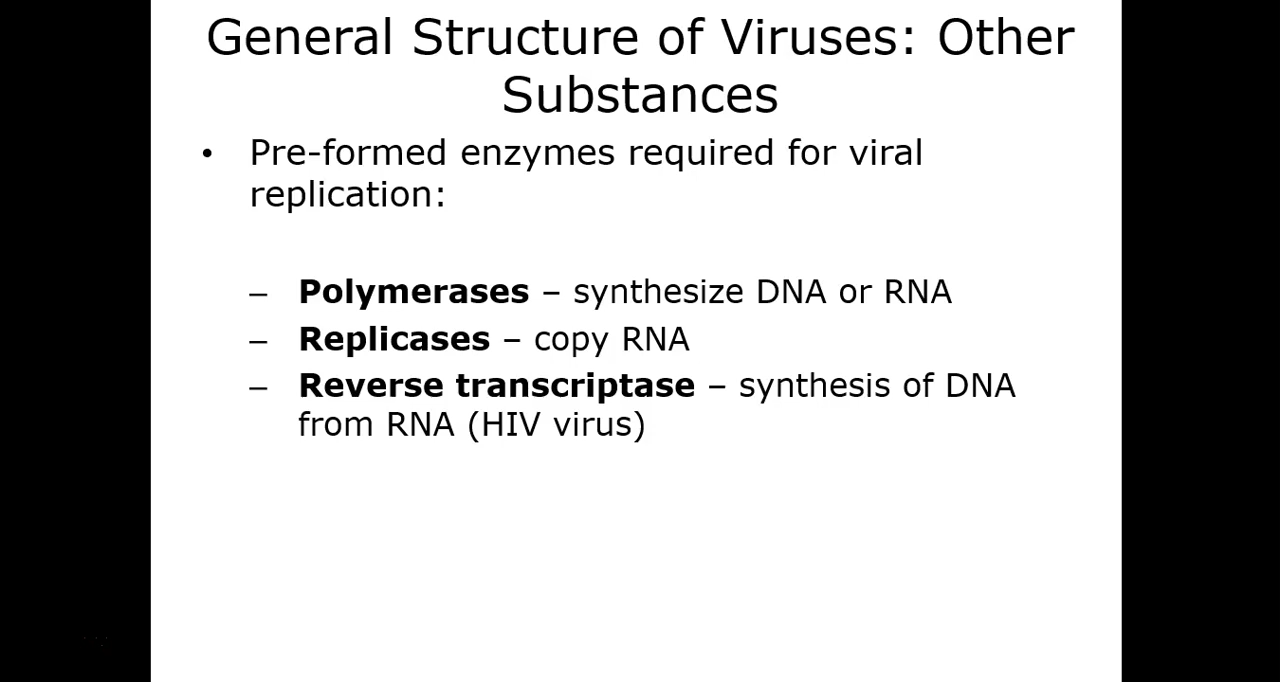 General Structure of Viruses: Other
Substances
• Pre-formed enzymes required for viral
replication:
– Polymerases – synthesize DNA or RNA
– Replicases – copy RNA
– Reverse transcriptase – synthesis of DNA
from RNA (HIV virus)